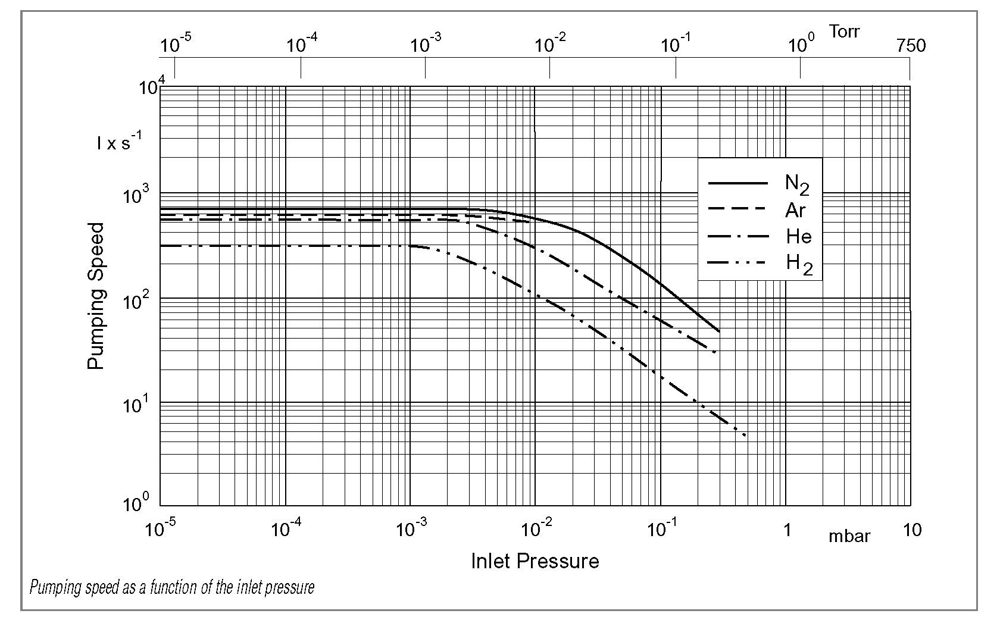 10⁻⁵ 10⁻⁴ 10⁻³ 10⁻² 10⁻¹ 10⁰ Torr 750
10⁴
l x s⁻¹
10³
10²
10¹
10⁰
Pumping Speed
N₂
Ar
He
H₂
10⁻⁵ 10⁻⁴ 10⁻³ 10⁻² 10⁻¹ 1 mbar 10
Inlet Pressure
Pumping speed as a function of the inlet pressure